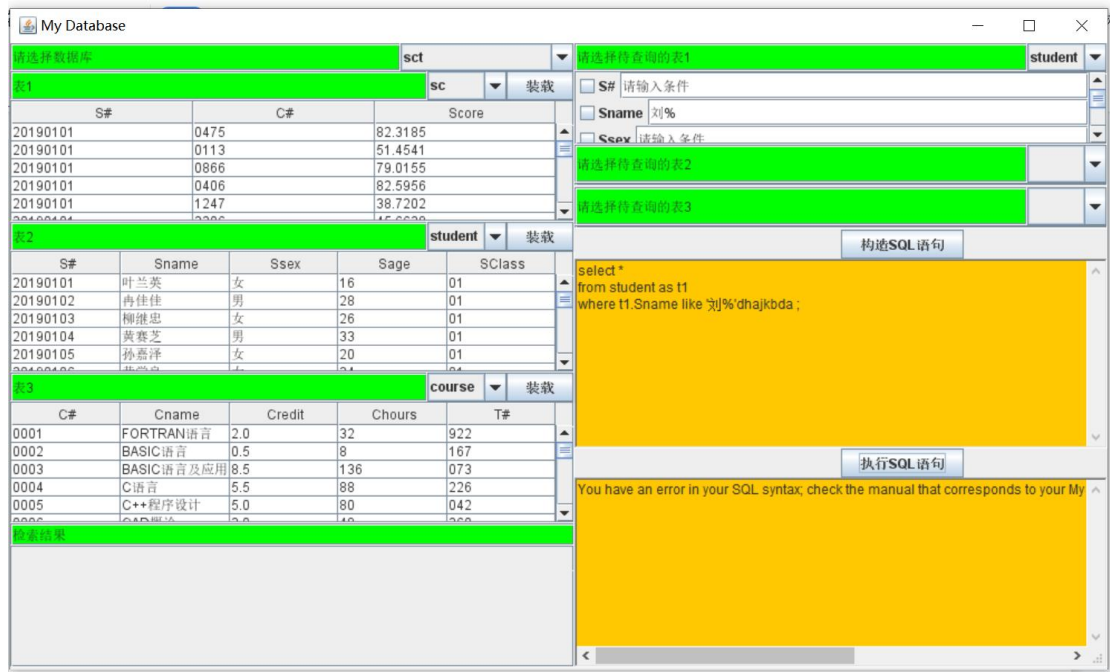 My Database
请选择数据库 sct
表1 sc 装载
S# C# Score
20190101 0475 82.3185
20190101 0113 51.4541
20190101 0866 79.0155
20190101 0406 82.5956
20190101 1247 38.7202
表2 student 装载
S# Sname Ssex Sage SClass
20190101 叶兰英 女 16 01
20190102 冉佳佳 男 28 01
20190103 柳继忠 女 26 01
20190104 黄赛芝 男 33 01
20190105 孙嘉泽 女 20 01
表3 course 装载
C# Cname Credit Chours T#
0001 FORTRAN语言 2.0 32 922
0002 BASIC语言 0.5 8 167
0003 BASIC语言及应用 8.5 136 073
0004 C语言 5.5 88 226
0005 C++程序设计 5.0 80 042
检索结果
请选择待查询的表1 student
S# 请输入条件
Sname 刘%
Ssex 请输入条件
请选择待查询的表2
请选择待查询的表3
构造SQL语句
select *
from student as t1
where t1.Sname like '刘%'dhajkbda ;
执行SQL语句
You have an error in your SQL syntax; check the manual that corresponds to your My